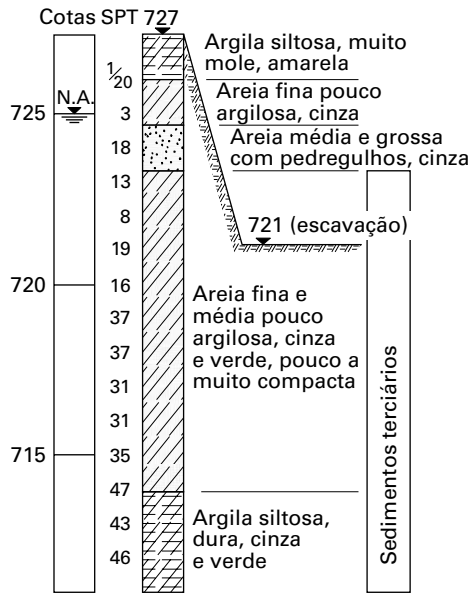 Cotas SPT 727
Argila siltosa, muito
mole, amarela
1/20
Areia fina pouco
argilosa, cinza
N.A.
725
3
Areia média e grossa
com pedregulhos, cinza
18
13
8
721 (escavação)
19
720
16
Areia fina e
média pouco
argilosa, cinza
e verde, pouco a
muito compacta
37
37
31
31
715
35
47
Argila siltosa,
dura, cinza
e verde
43
46
Sedimentos terciários